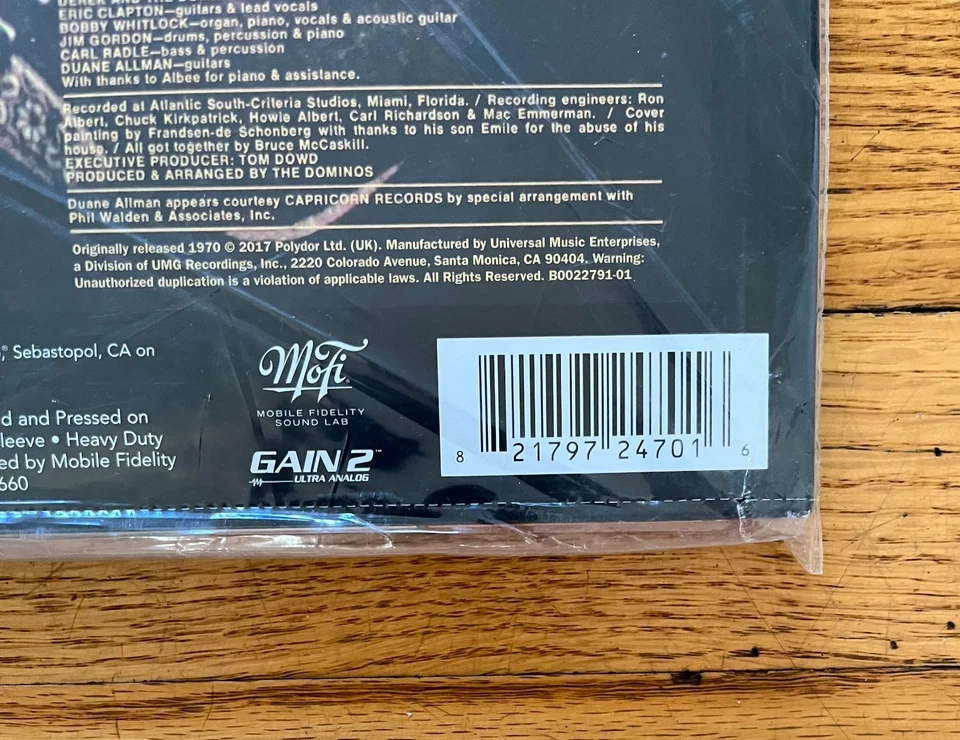 DEREK AND THE
ERIC CLAPTON—guitars & lead vocals
BOBBY WHITLOCK—organ, piano, vocals & acoustic guitar
JIM GORDON—drums, percussion & piano
CARL RADLE—bass & percussion
DUANE ALLMAN—guitars
With thanks to Albee for piano & assistance.
Recorded at Atlantic South-Criteria Studios, Miami, Florida. / Recording engineers: Ron
Albert, Chuck Kirkpatrick, Howie Albert, Carl Richardson & Mac Emmerman. / Cover
painting by Frandsen-de Schonberg with thanks to his son Emile for the abuse of his
house. / All got together by Bruce McCaskill.
EXECUTIVE PRODUCER: TOM DOWD
PRODUCED & ARRANGED BY THE DOMINOS
Duane Allman appears courtesy CAPRICORN RECORDS by special arrangement with
Phil Walden & Associates, Inc.
Originally released 1970 © 2017 Polydor Ltd. (UK). Manufactured by Universal Music Enterprises,
a Division of UMG Recordings, Inc., 2220 Colorado Avenue, Santa Monica, CA 90404. Warning:
Unauthorized duplication is a violation of applicable laws. All Rights Reserved. B0022791-01
® Sebastopol, CA on
d and Pressed on
leeve • Heavy Duty
ed by Mobile Fidelity
660
MoFi
MOBILE FIDELITY
SOUND LAB
GAIN 2™
ULTRA ANALOG
8 21797 24701 6